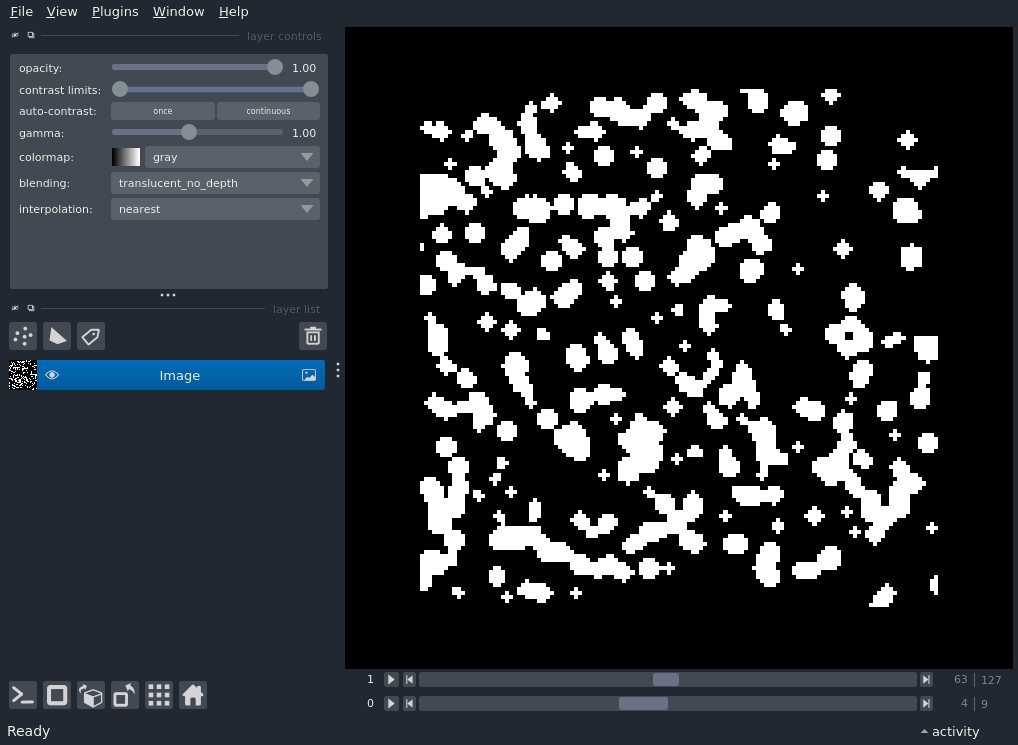 File View Plugins Window Help
layer controls
opacity: 1.00
contrast limits:
auto-contrast: once continuous
gamma: 1.00
colormap: gray
blending: translucent_no_depth
interpolation: nearest
layer list
Image
1 63 127
0 4 9
Ready activity